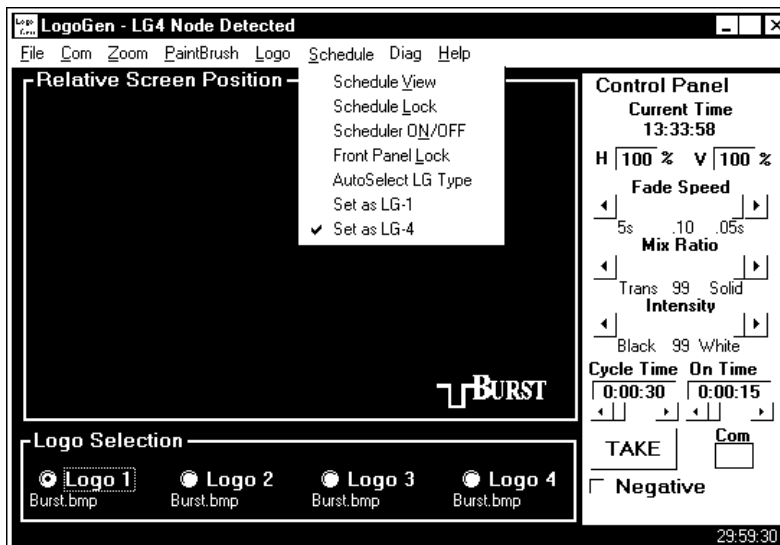 LogoGen - LG4 Node Detected
File Com Zoom PaintBrush Logo Schedule Diag Help
Relative Screen Position
Schedule View
Schedule Lock
Scheduler ON/OFF
Front Panel Lock
AutoSelect LG Type
Set as LG-1
Set as LG-4
BURST
Control Panel
Current Time
13:33:58
H 100 % V 100 %
Fade Speed
5s .10 .05s
Mix Ratio
Trans 99 Solid
Intensity
Black 99 White
Cycle Time On Time
0:00:30 0:00:15
TAKE Com
Negative
Logo Selection
Logo 1 Logo 2 Logo 3 Logo 4
Burst.bmp Burst.bmp Burst.bmp Burst.bmp
29:59:30